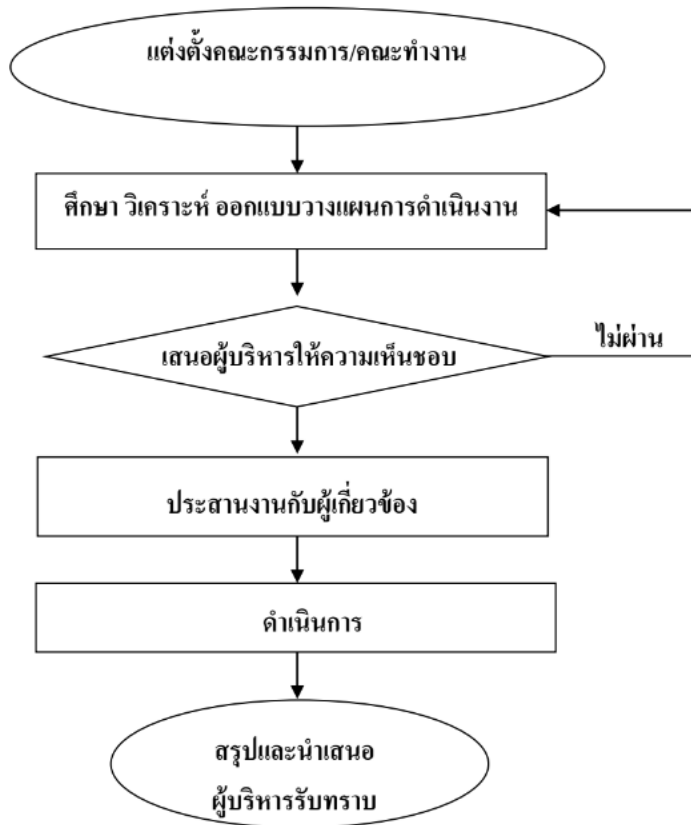 แต่งตั้งคณะกรรมการ/คณะทำงาน
ศึกษา วิเคราะห์ ออกแบบวางแผนการดำเนินงาน
เสนอผู้บริหารให้ความเห็นชอบ
ไม่ผ่าน
ประสานงานกับผู้เกี่ยวข้อง
ดำเนินการ
สรุปและนำเสนอ
ผู้บริหารรับทราบ